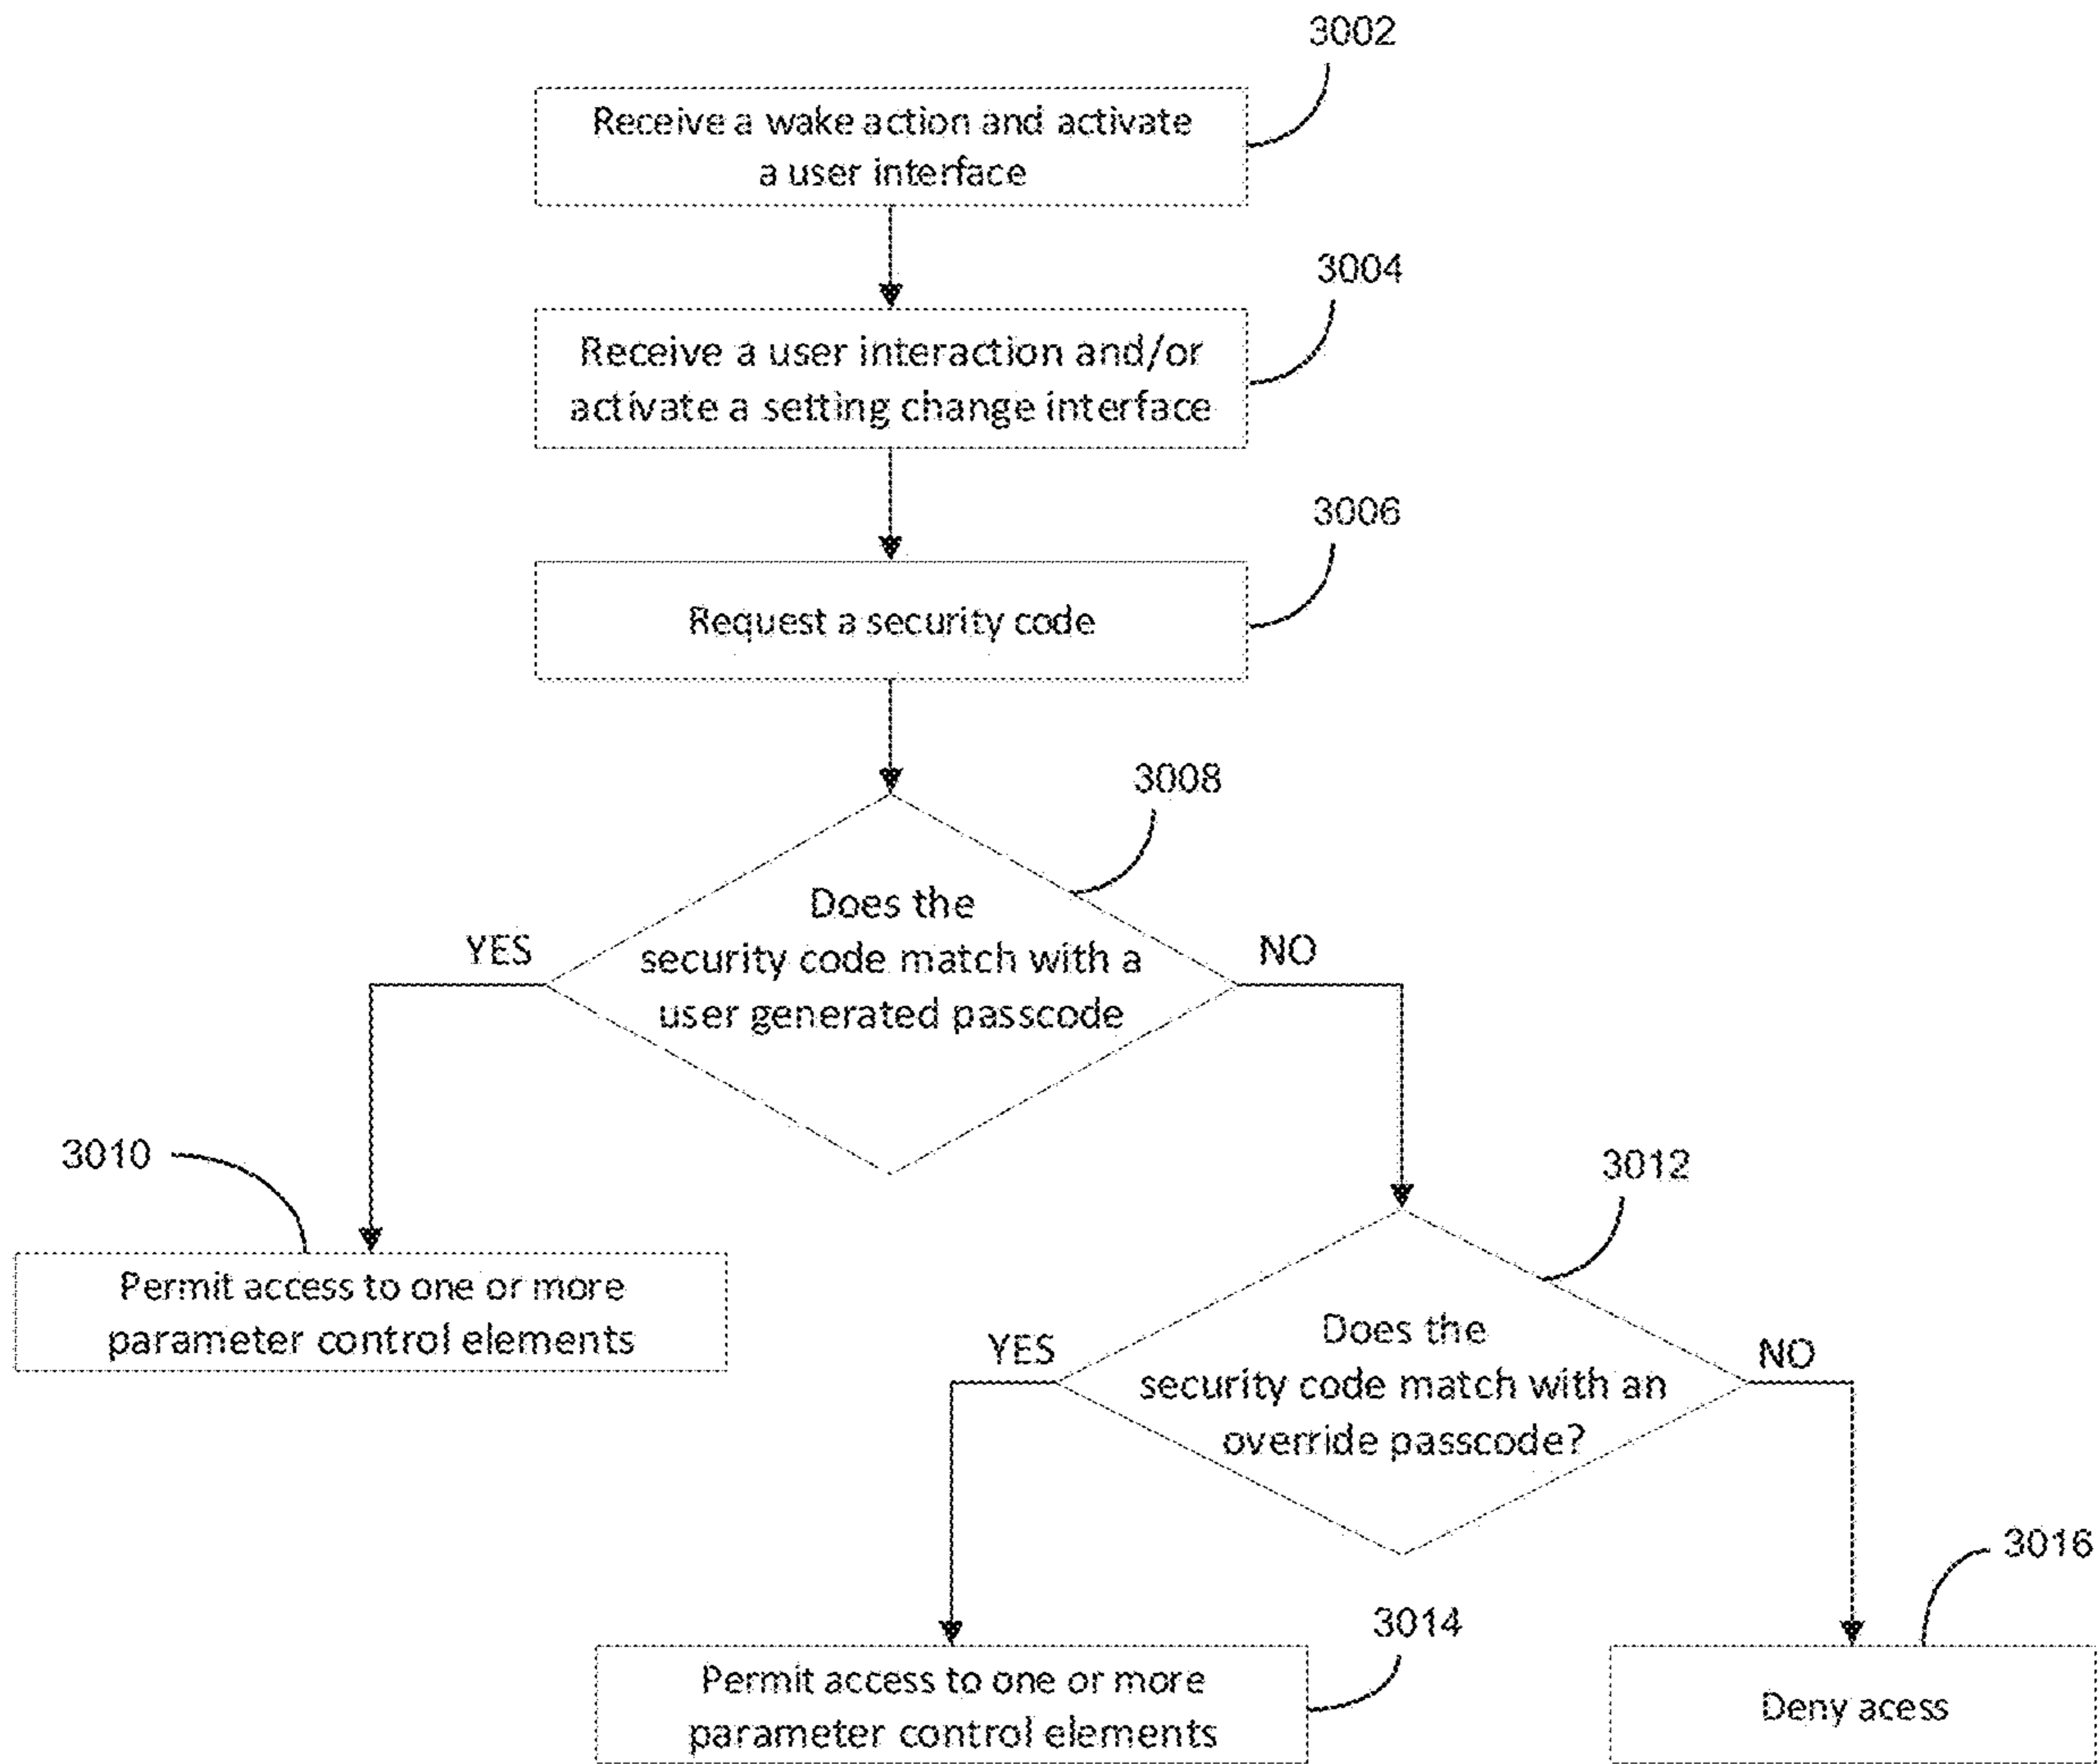 3002
Receive a wake action and activate
a user interface
3004
Receive a user interaction and/or
activate a setting change interface
3006
Request a security code
3008
Does the
security code match with a
user generated passcode
YES
NO
3010
Permit access to one or more
parameter control elements
3012
Does the
security code match with an
override passcode?
YES
NO
3014
Permit access to one or more
parameter control elements
3016
Deny acess